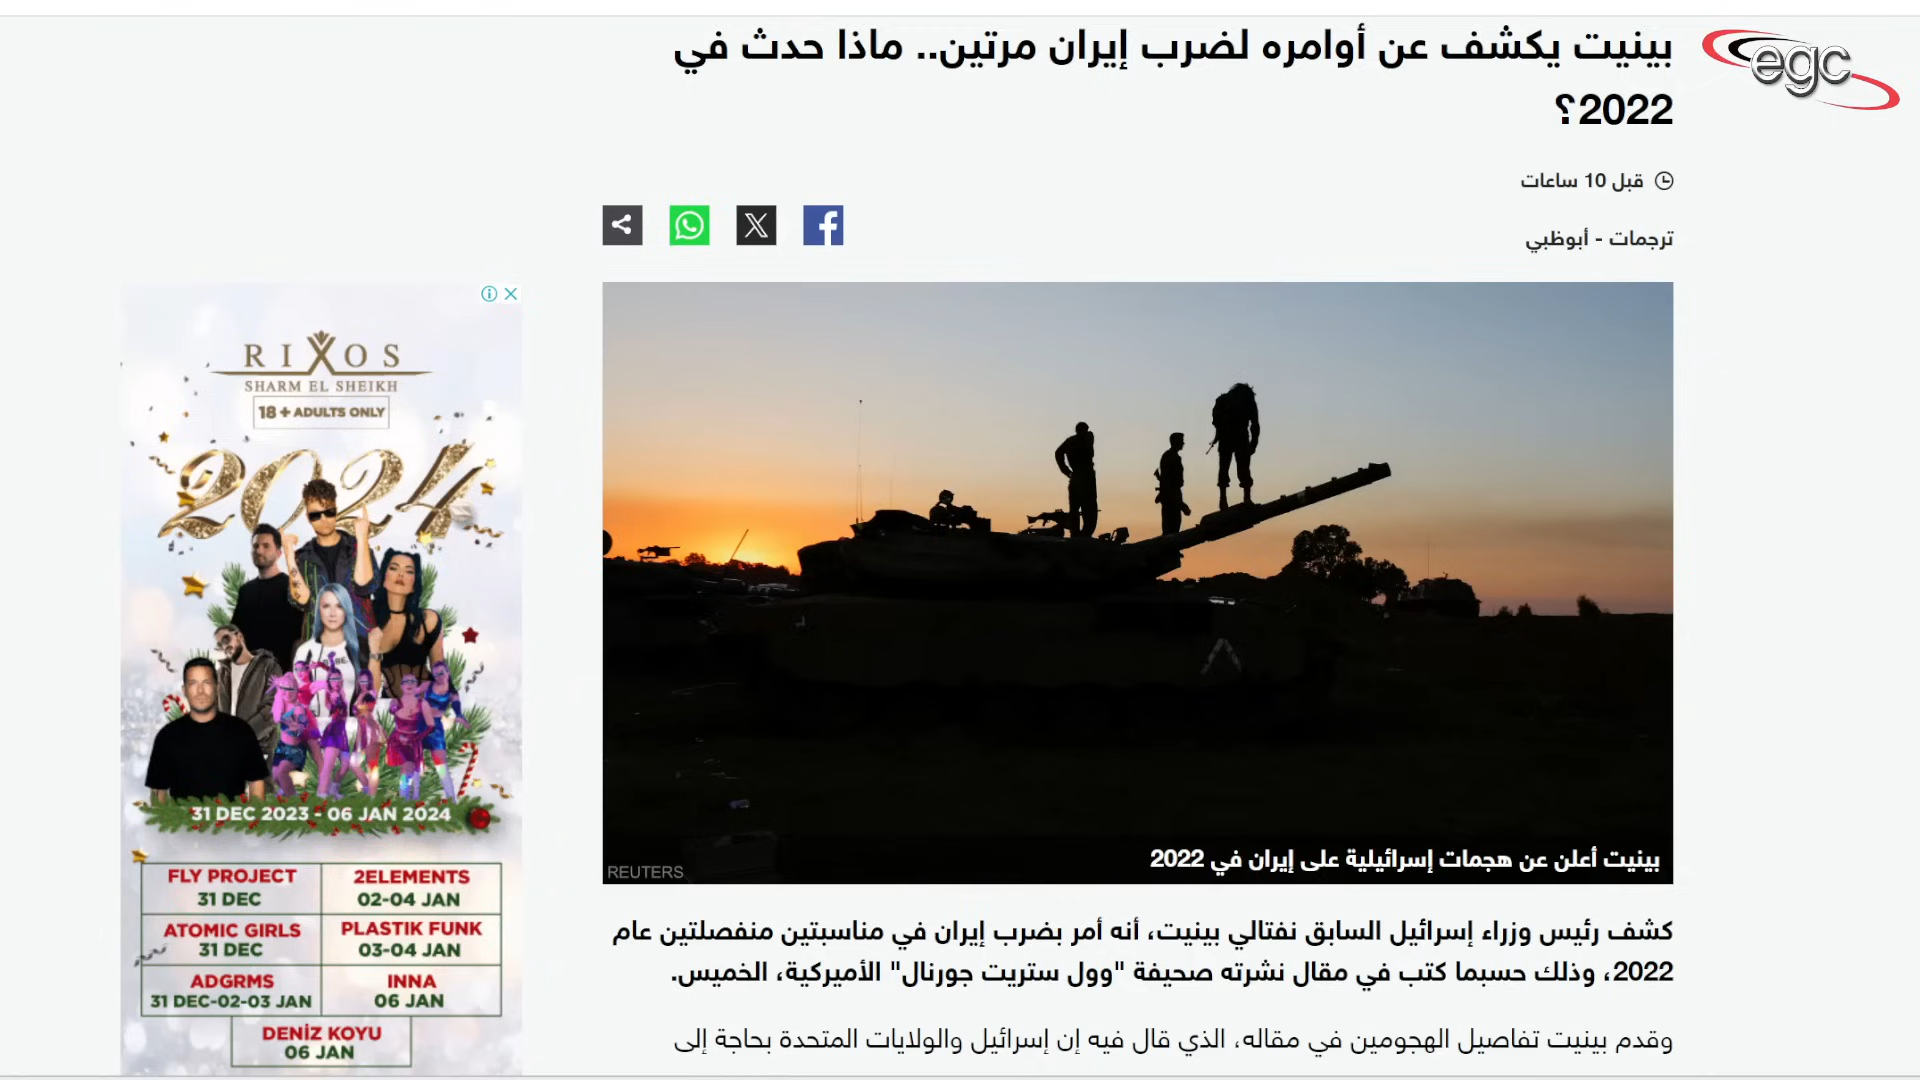 بينيت يكشف عن أوامره لضرب إيران مرتين.. ماذا حدث في
2022؟
egc
قبل 10 ساعات
ترجمات - أبوظبي
بينيت أعلن عن هجمات إسرائيلية على إيران في 2022
REUTERS
كشف رئيس وزراء إسرائيل السابق نفتالي بينيت، أنه أمر بضرب إيران في مناسبتين منفصلتين عام
2022، وذلك حسبما كتب في مقال نشرته صحيفة "وول ستريت جورنال" الأميركية، الخميس.
وقدم بينيت تفاصيل الهجومين في مقاله، الذي قال فيه إن إسرائيل والولايات المتحدة بحاجة إلى
RIXOS
SHARM EL SHEIKH
18 + ADULTS ONLY
2024
31 DEC 2023 - 06 JAN 2024
FLY PROJECT
31 DEC
2ELEMENTS
02-04 JAN
ATOMIC GIRLS
31 DEC
PLASTIK FUNK
03-04 JAN
ADGRMS
31 DEC-02-03 JAN
INNA
06 JAN
DENİZ KOYU
06 JAN